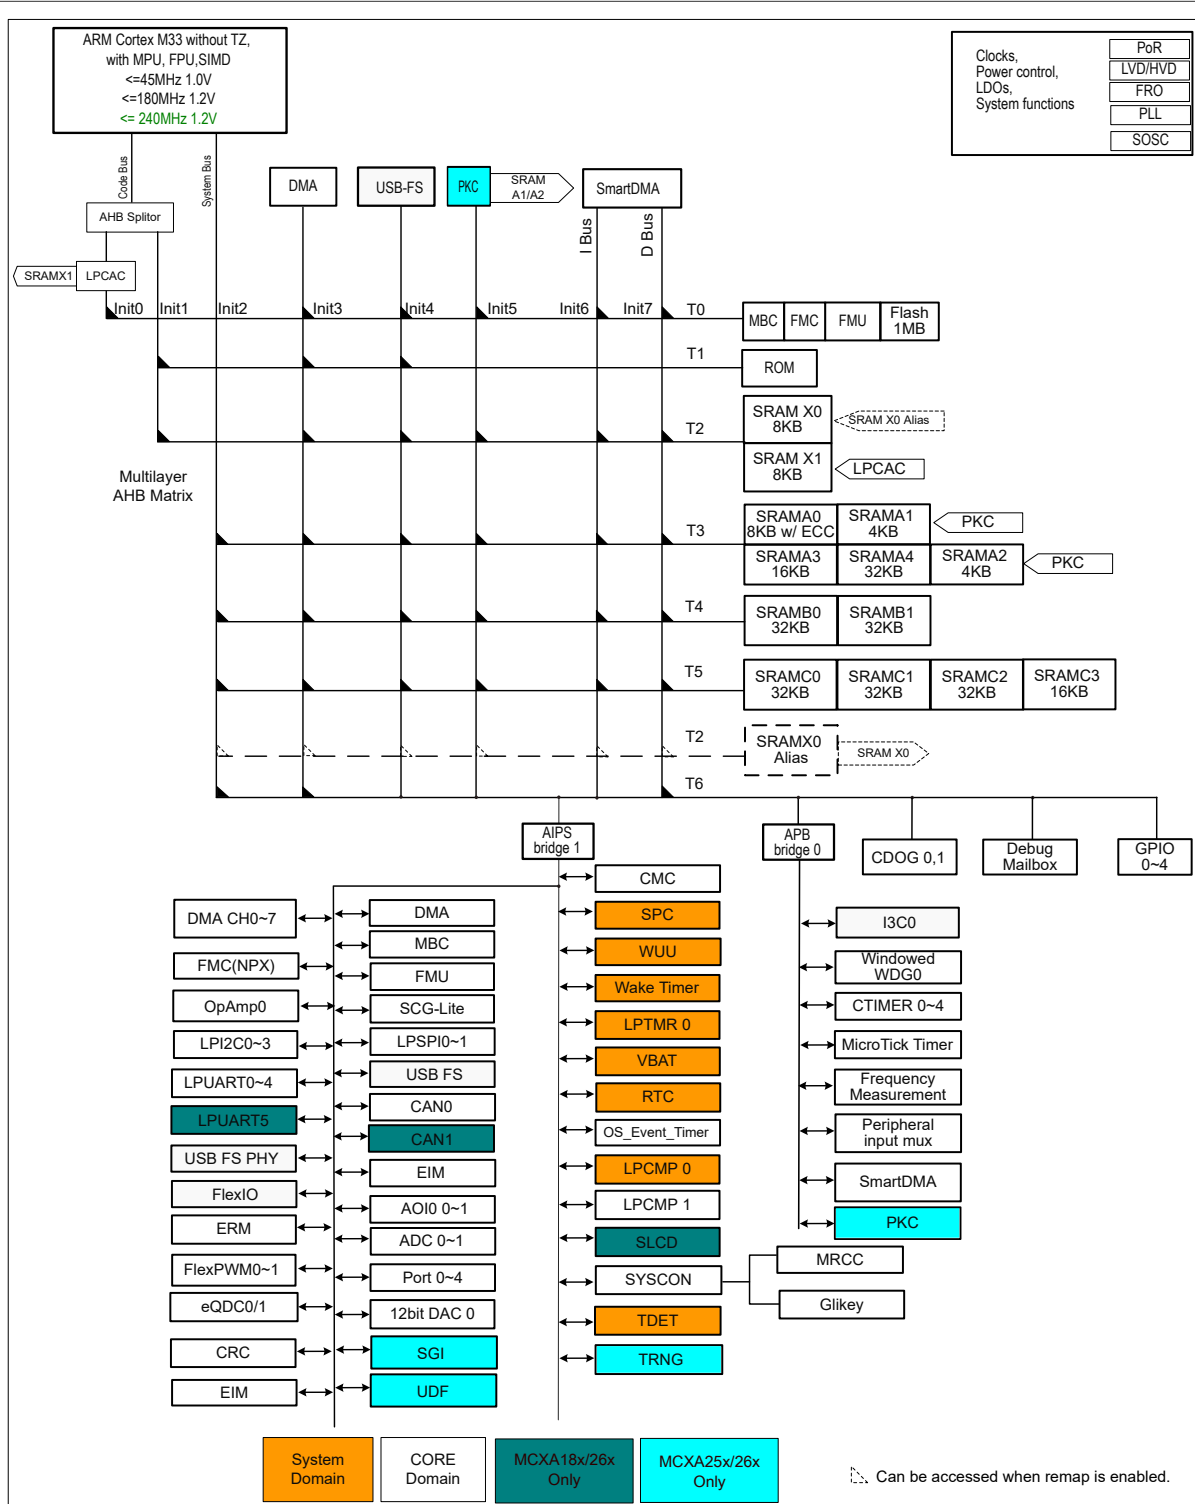 ARM Cortex M33 without TZ,
with MPU, FPU,SIMD
<=45MHz 1.0V
<=180MHz 1.2V
<= 240MHz 1.2V
Clocks,
Power control,
LDOs,
System functions
PoR
LVD/HVD
FRO
PLL
SOSC
Code Bus
System Bus
DMA
USB-FS
PKC
SRAM
A1/A2
SmartDMA
I Bus
D Bus
AHB Splitor
SRAMX1
LPCAC
Init0
Init1
Init2
Init3
Init4
Init5
Init6
Init7
T0
MBC
FMC
FMU
Flash
1MB
T1
ROM
T2
SRAM X0
8KB
SRAM X0 Alias
SRAM X1
8KB
LPCAC
Multilayer
AHB Matrix
T3
SRAMA0
8KB w/ ECC
SRAMA1
4KB
PKC
SRAMA3
16KB
SRAMA4
32KB
SRAMA2
4KB
PKC
T4
SRAMB0
32KB
SRAMB1
32KB
T5
SRAMC0
32KB
SRAMC1
32KB
SRAMC2
32KB
SRAMC3
16KB
T2
SRAMX0
Alias
SRAM X0
T6
AIPS
bridge 1
APB
bridge 0
CDOG 0,1
Debug
Mailbox
GPIO
0~4
DMA CH0~7
FMC(NPX)
OpAmp0
LPI2C0~3
LPUART0~4
LPUART5
USB FS PHY
FlexIO
ERM
FlexPWM0~1
eQDC0/1
CRC
EIM
DMA
MBC
FMU
SCG-Lite
LPSPI0~1
USB FS
CAN0
CAN1
EIM
AOI0 0~1
ADC 0~1
Port 0~4
12bit DAC 0
SGI
UDF
CMC
SPC
WUU
Wake Timer
LPTMR 0
VBAT
RTC
OS_Event_Timer
LPCMP 0
LPCMP 1
SLCD
SYSCON
TDET
TRNG
I3C0
Windowed
WDG0
CTIMER 0~4
MicroTick Timer
Frequency
Measurement
Peripheral
input mux
SmartDMA
PKC
MRCC
Glikey
System
Domain
CORE
Domain
MCXA18x/26x
Only
MCXA25x/26x
Only
Can be accessed when remap is enabled.